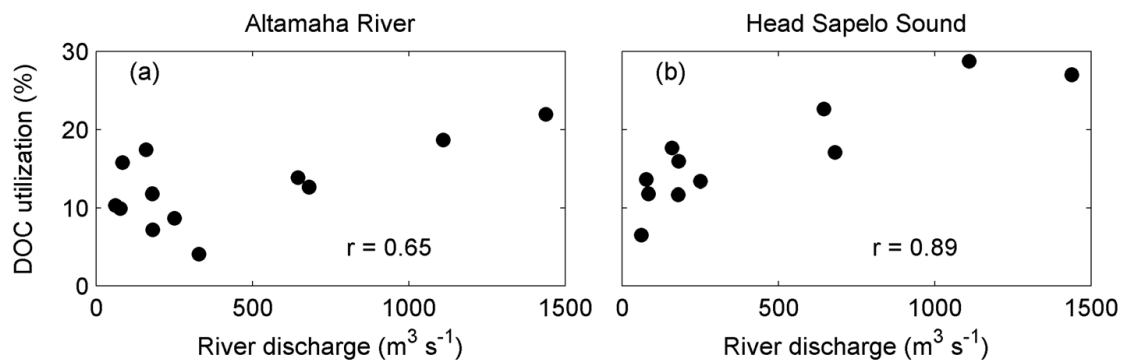 Altamaha River
Head Sapelo Sound
DOC utilization (%)
30
20
10
0
(a)
r = 0.65
0
500
1000
1500
River discharge (m³ s⁻¹)
(b)
r = 0.89
0
500
1000
1500
River discharge (m³ s⁻¹)